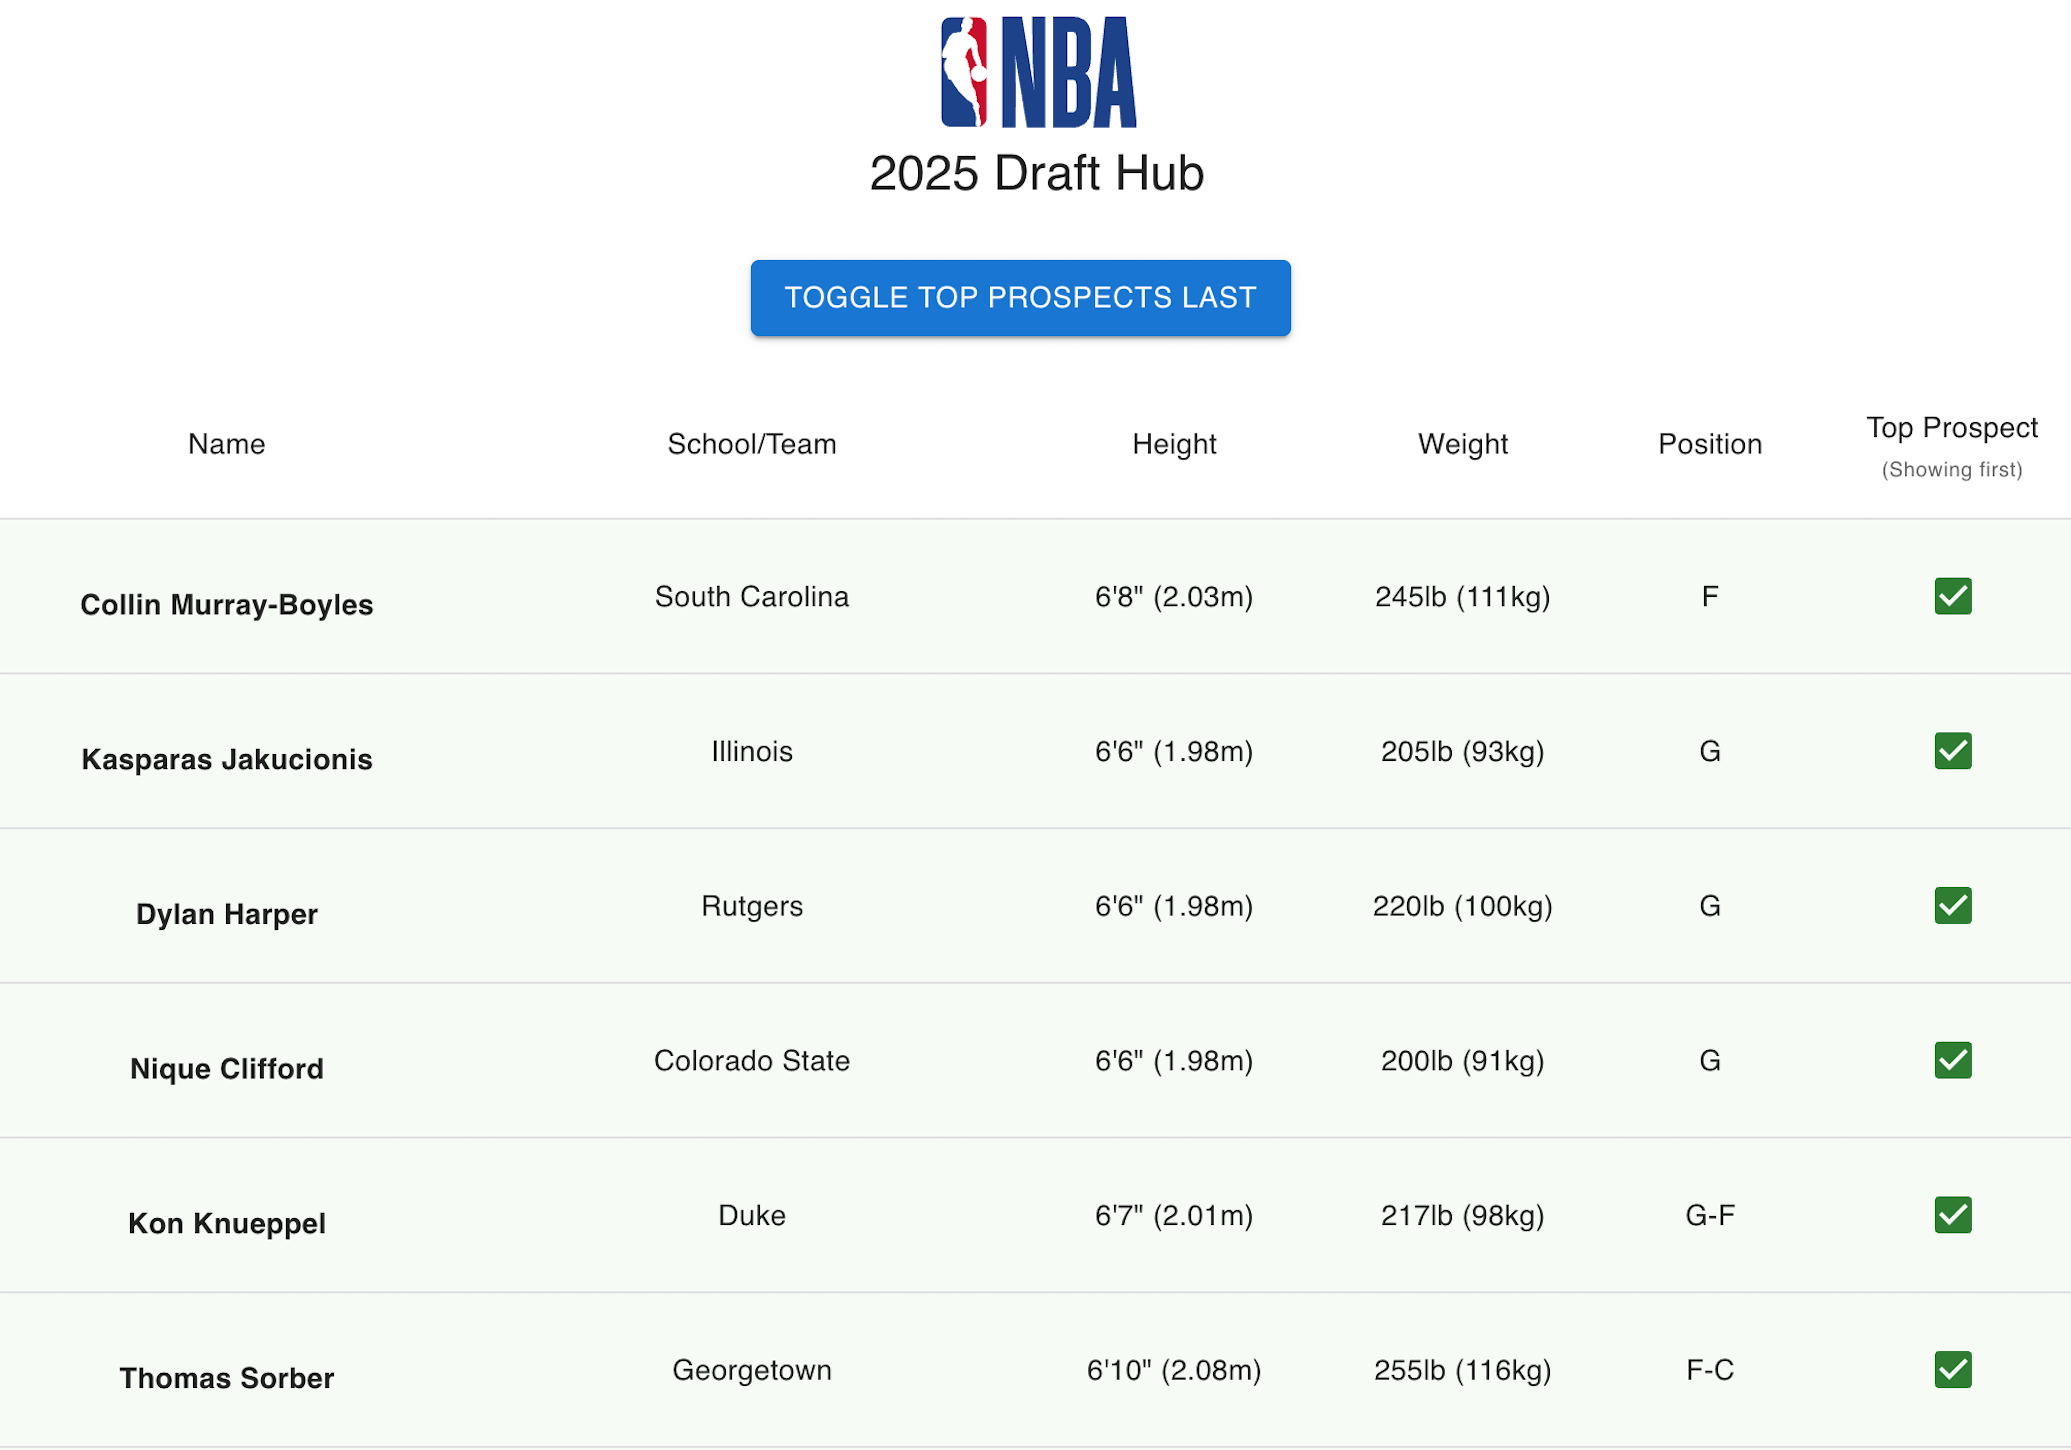 NBA
2025 Draft Hub
TOGGLE TOP PROSPECTS LAST
Name School/Team Height Weight Position Top Prospect
(Showing first)
Collin Murray-Boyles South Carolina 6'8" (2.03m) 245lb (111kg) F
Kasparas Jakucionis Illinois 6'6" (1.98m) 205lb (93kg) G
Dylan Harper Rutgers 6'6" (1.98m) 220lb (100kg) G
Nique Clifford Colorado State 6'6" (1.98m) 200lb (91kg) G
Kon Knueppel Duke 6'7" (2.01m) 217lb (98kg) G-F
Thomas Sorber Georgetown 6'10" (2.08m) 255lb (116kg) F-C